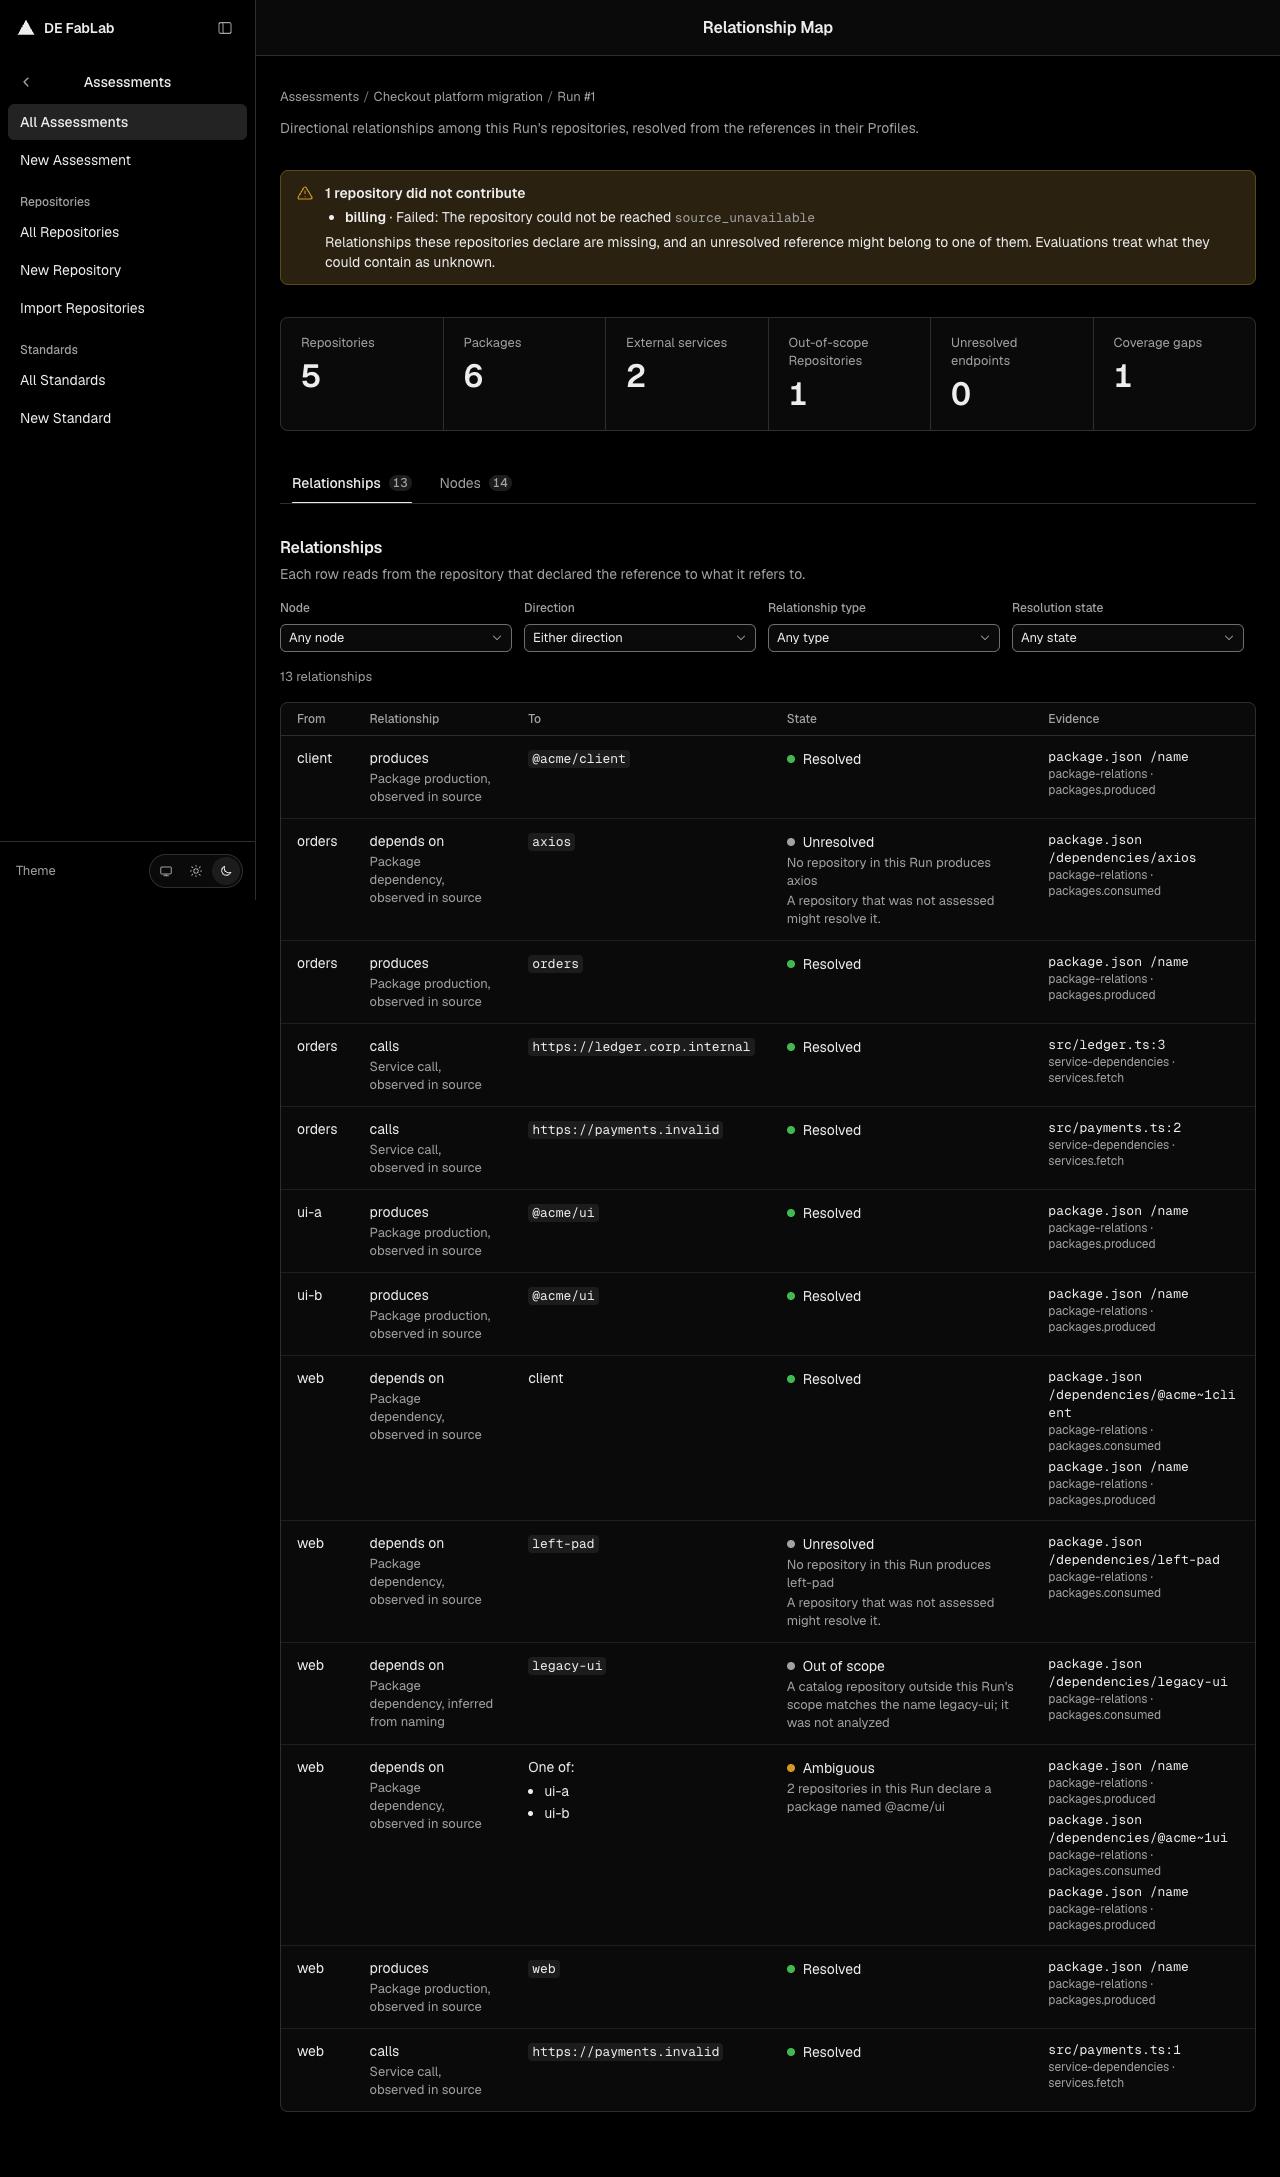 DE FabLab
Relationship Map
Assessments
All Assessments
New Assessment
Repositories
All Repositories
New Repository
Import Repositories
Standards
All Standards
New Standard
Theme
Assessments / Checkout platform migration / Run #1
Directional relationships among this Run's repositories, resolved from the references in their Profiles.
1 repository did not contribute
• billing · Failed: The repository could not be reached source_unavailable
Relationships these repositories declare are missing, and an unresolved reference might belong to one of them. Evaluations treat what they
could contain as unknown.
Repositories
5
Packages
6
External services
2
Out-of-scope
Repositories
1
Unresolved
endpoints
0
Coverage gaps
1
Relationships 13 Nodes 14
Relationships
Each row reads from the repository that declared the reference to what it refers to.
Node Direction Relationship type Resolution state
Any node Either direction Any type Any state
13 relationships
From Relationship To State Evidence
client produces @acme/client Resolved package.json /name
Package production, package-relations ·
observed in source packages.produced
orders depends on axios Unresolved package.json
Package No repository in this Run produces /dependencies/axios
dependency, axios package-relations ·
observed in source A repository that was not assessed packages.consumed
might resolve it.
orders produces orders Resolved package.json /name
Package production, package-relations ·
observed in source packages.produced
orders calls https://ledger.corp.internal Resolved src/ledger.ts:3
Service call, service-dependencies ·
observed in source services.fetch
orders calls https://payments.invalid Resolved src/payments.ts:2
Service call, service-dependencies ·
observed in source services.fetch
ui-a produces @acme/ui Resolved package.json /name
Package production, package-relations ·
observed in source packages.produced
ui-b produces @acme/ui Resolved package.json /name
Package production, package-relations ·
observed in source packages.produced
web depends on client Resolved package.json
Package /dependencies/@acme~1cli
dependency, ent
observed in source package-relations ·
packages.consumed
package.json /name
package-relations ·
packages.produced
web depends on left-pad Unresolved package.json
Package No repository in this Run produces /dependencies/left-pad
dependency, left-pad package-relations ·
observed in source A repository that was not assessed packages.consumed
might resolve it.
web depends on legacy-ui Out of scope package.json
Package A catalog repository outside this Run's /dependencies/legacy-ui
dependency, inferred scope matches the name legacy-ui; it package-relations ·
from naming was not analyzed packages.consumed
web depends on One of: Ambiguous package.json /name
Package • ui-a 2 repositories in this Run declare a package-relations ·
dependency, • ui-b package named @acme/ui packages.produced
observed in source package.json
/dependencies/@acme~1ui
package-relations ·
packages.consumed
package.json /name
package-relations ·
packages.produced
web produces web Resolved package.json /name
Package production, package-relations ·
observed in source packages.produced
web calls https://payments.invalid Resolved src/payments.ts:1
Service call, service-dependencies ·
observed in source services.fetch